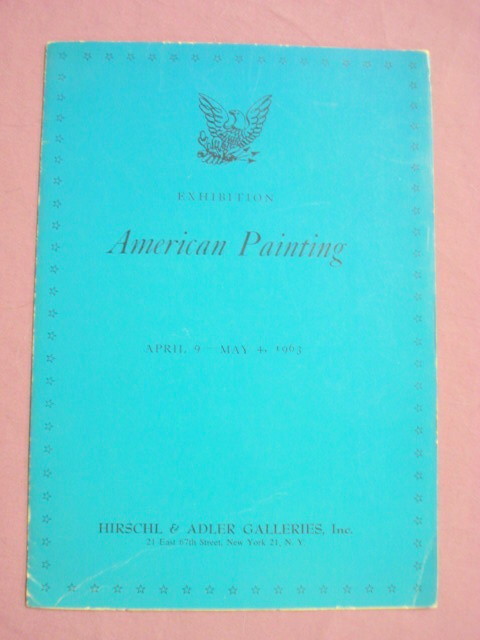 EXHIBITION
American Painting
APRIL 9 – MAY 4, 1963
HIRSCHL & ADLER GALLERIES, Inc.
21 East 67th Street, New York 21, N. Y.